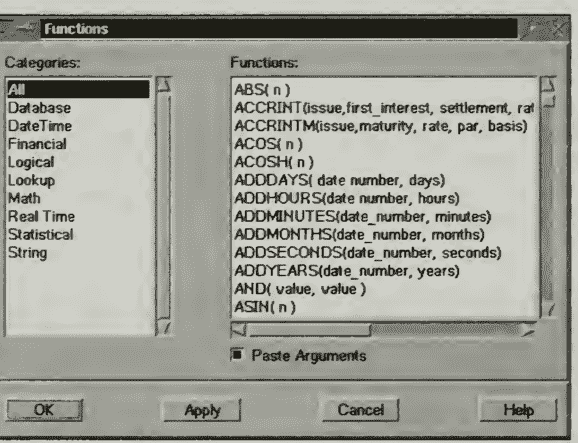 Functions
Categories:
All
Database
DateTime
Financial
Logical
Lookup
Math
Real Time
Statistical
String
Functions:
ABS( n )
ACCRINT(issue,first_interest, settlement, rat
ACCRINTM(issue,maturity, rate, par, basis)
ACOS( n )
ACOSH( n )
ADDDAYS( date number, days)
ADDHOURS(date number, hours)
ADDMINUTES(date_number, minutes)
ADDMONTHS(date_number, months)
ADDSECONDS(date_number, seconds)
ADDYEARS(date_number, years)
AND( value, value )
ASIN( n )
Paste Arguments
OK Apply Cancel Help